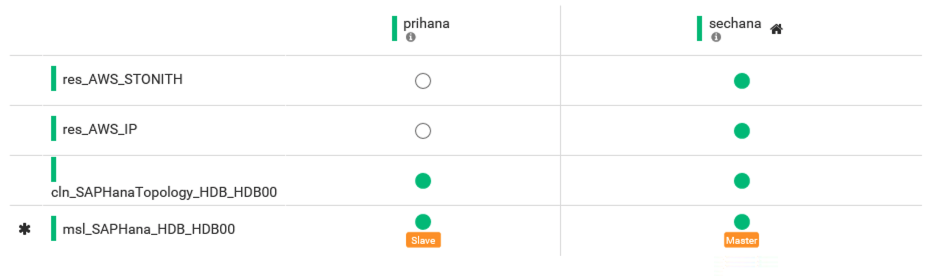 prihana
sechana
res_AWS_STONITH
res_AWS_IP
cln_SAPHanaTopology_HDB_HDB00
msl_SAPHana_HDB_HDB00
Slave
Master